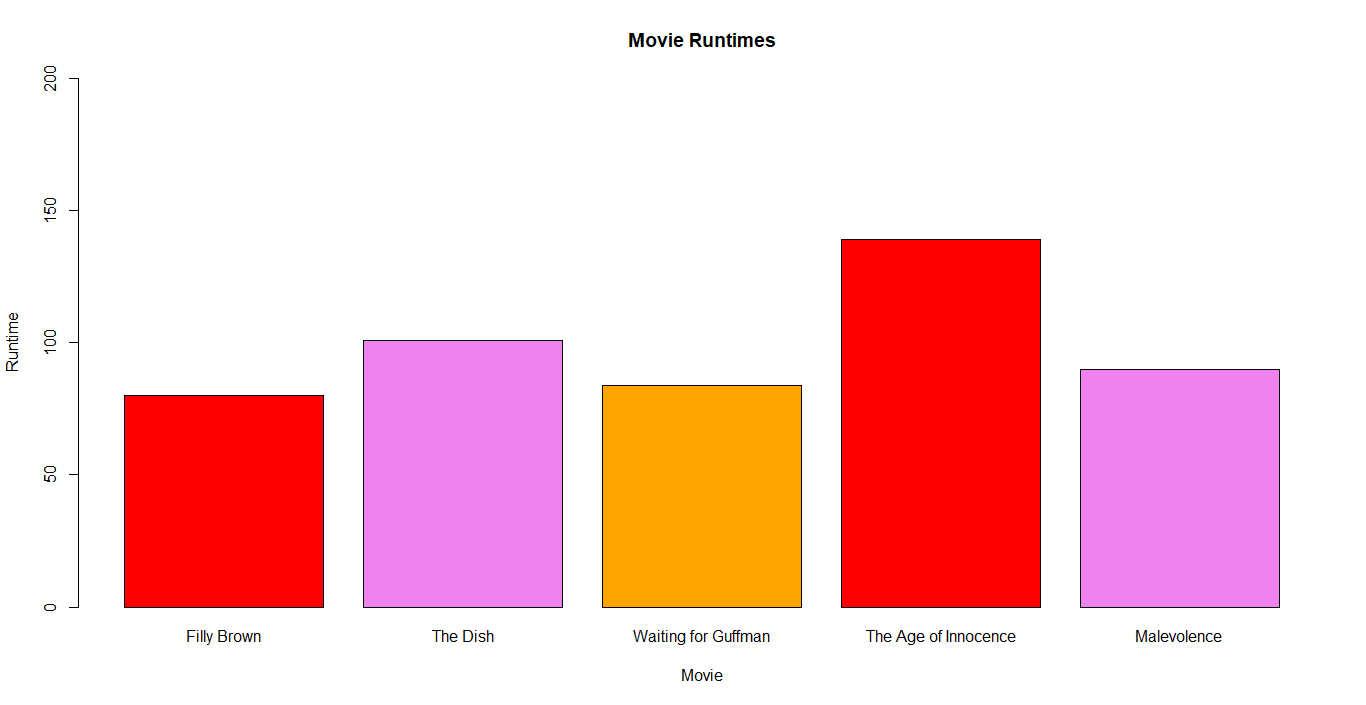 Movie Runtimes
200
150
100
50
0
Runtime
Filly Brown
The Dish
Waiting for Guffman
The Age of Innocence
Malevolence
Movie